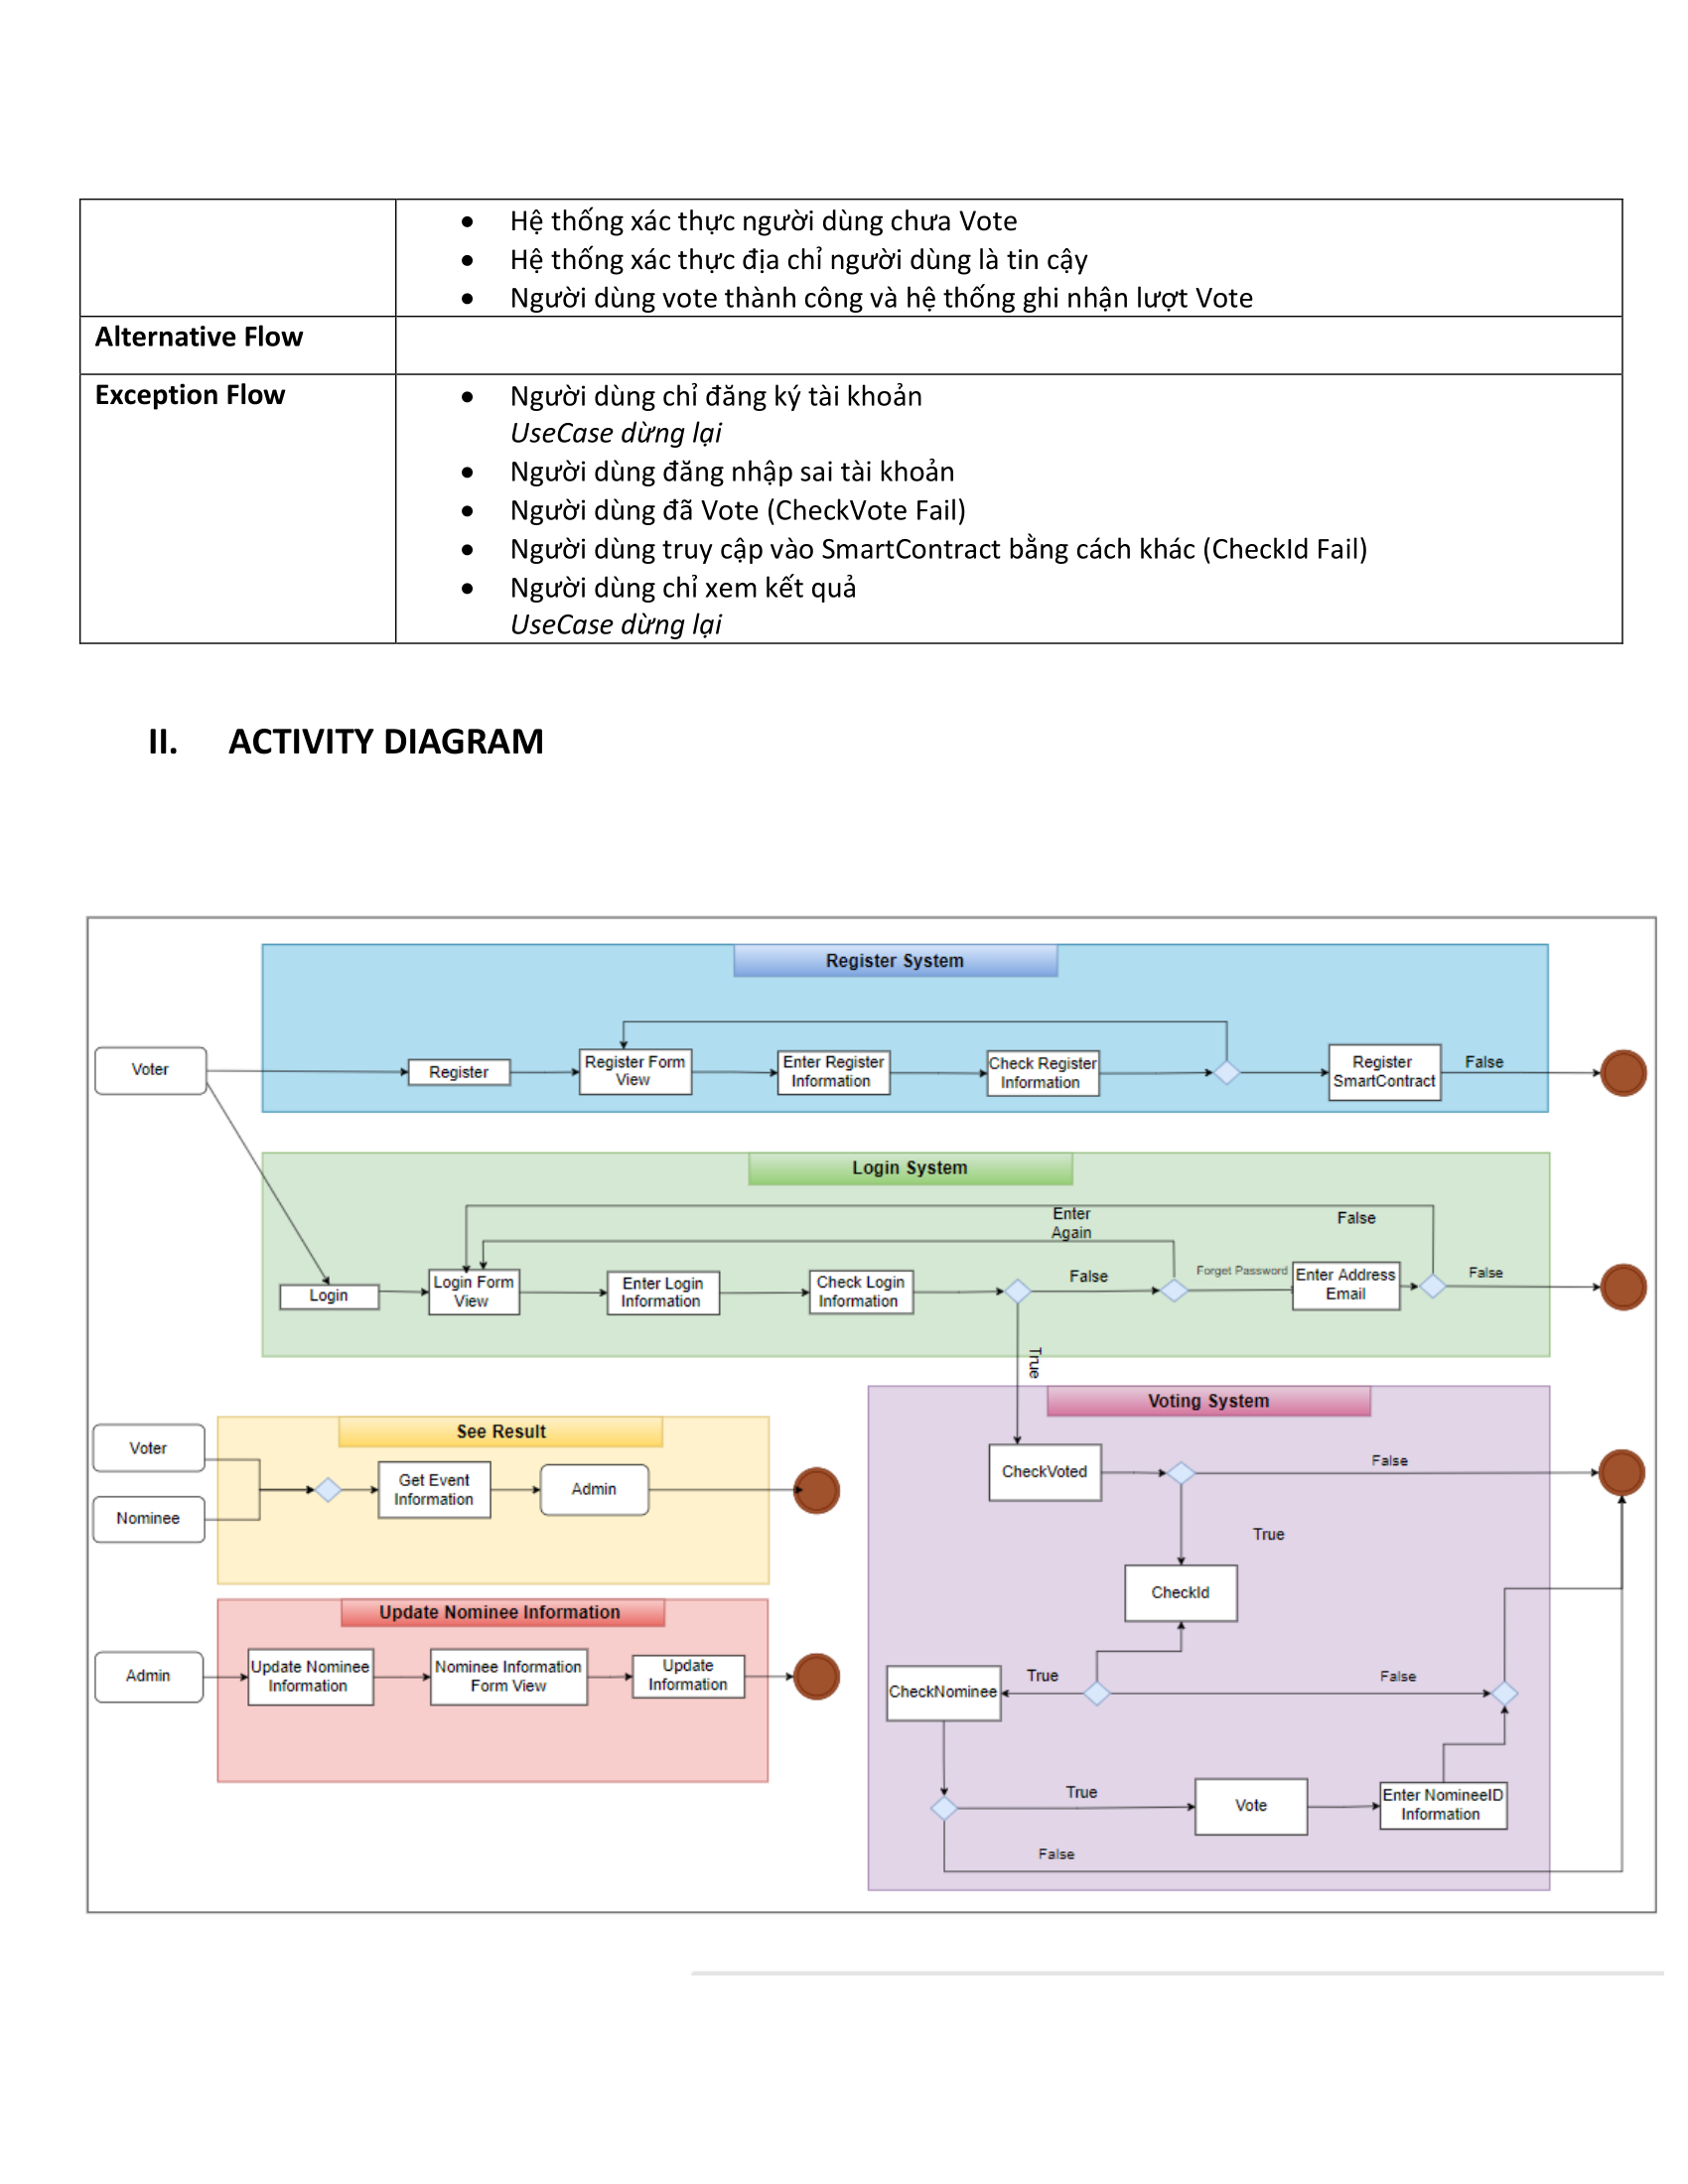 Hệ thống xác thực người dùng chưa Vote
Hệ thống xác thực địa chỉ người dùng là tin cậy
Người dùng vote thành công và hệ thống ghi nhận lượt Vote
Alternative Flow
Exception Flow
Người dùng chỉ đăng ký tài khoản
UseCase dừng lại
Người dùng đăng nhập sai tài khoản
Người dùng đã Vote (CheckVote Fail)
Người dùng truy cập vào SmartContract bằng cách khác (CheckId Fail)
Người dùng chỉ xem kết quả
UseCase dừng lại
II. ACTIVITY DIAGRAM
Register System
Voter
Register
Register Form
View
Enter Register
Information
Check Register
Information
Register
SmartContract
False
Login System
Enter
Again
False
Login
Login Form
View
Enter Login
Information
Check Login
Information
False
Forget Password
Enter Address
Email
False
True
See Result
Voter
Nominee
Get Event
Information
Admin
Update Nominee Information
Admin
Update Nominee
Information
Nominee Information
Form View
Update
Information
Voting System
CheckVoted
False
True
CheckId
CheckNominee
True
False
True
Vote
Enter NomineeID
Information
False